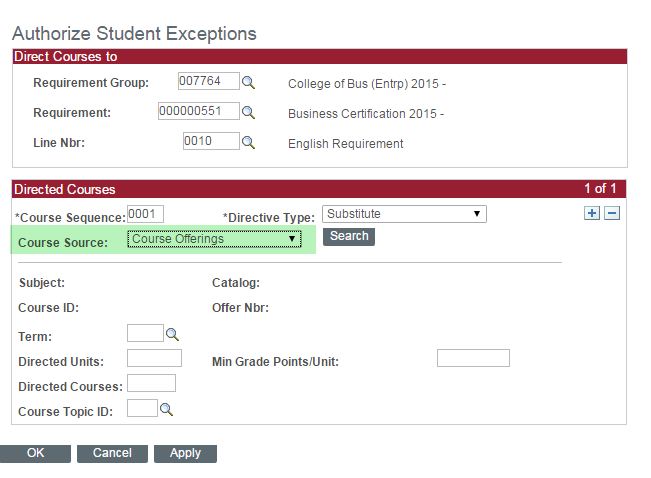 Authorize Student Exceptions
Direct Courses to
Requirement Group: 007764 College of Bus (Entrp) 2015 -
Requirement: 000000551 Business Certification 2015 -
Line Nbr: 0010 English Requirement
Directed Courses 1 of 1
*Course Sequence: 0001 *Directive Type: Substitute
Course Source: Course Offerings Search
Subject: Catalog:
Course ID: Offer Nbr:
Term:
Directed Units: Min Grade Points/Unit:
Directed Courses:
Course Topic ID:
OK Cancel Apply